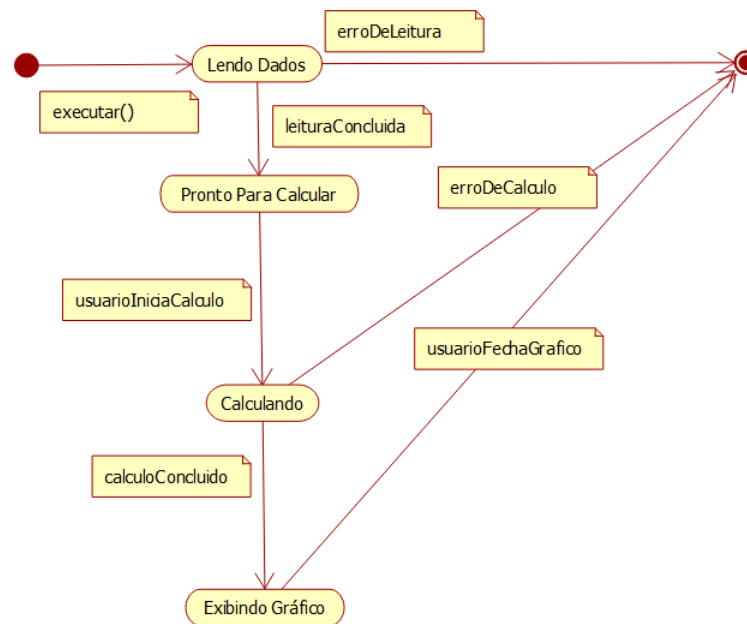 erroDeLeitura
Lendo Dados
executar()
leituraConcluida
Pronto Para Calcular
erroDeCalculo
usuarioIniciaCalculo
usuarioFechaGrafico
Calculando
calculoConcluido
Exibindo Gráfico